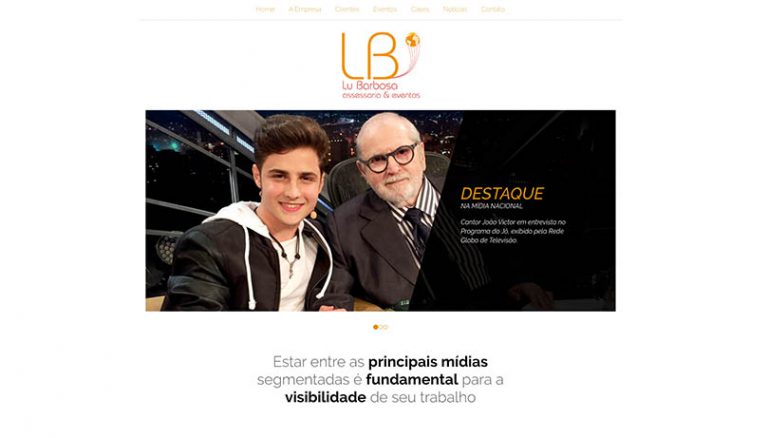 Home A Empresa Clientes Eventos Cases Notícias Contato
LB
Lu Barbosa
assessoria & eventos
DESTAQUE
NA MÍDIA NACIONAL
Cantor João Victor em entrevista no
Programa do Jô, exibido pela Rede
Globo de Televisão.
Estar entre as principais mídias
segmentadas é fundamental para a
visibilidade de seu trabalho